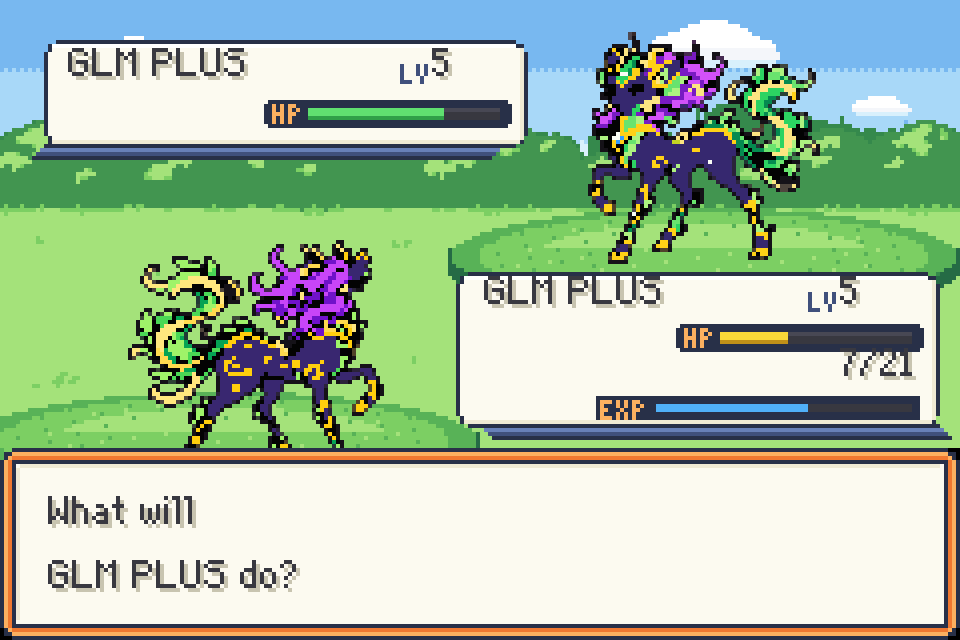 GLM PLUS Lv5
HP
GLM PLUS Lv5
HP
7/21
EXP
What will
GLM PLUS do?